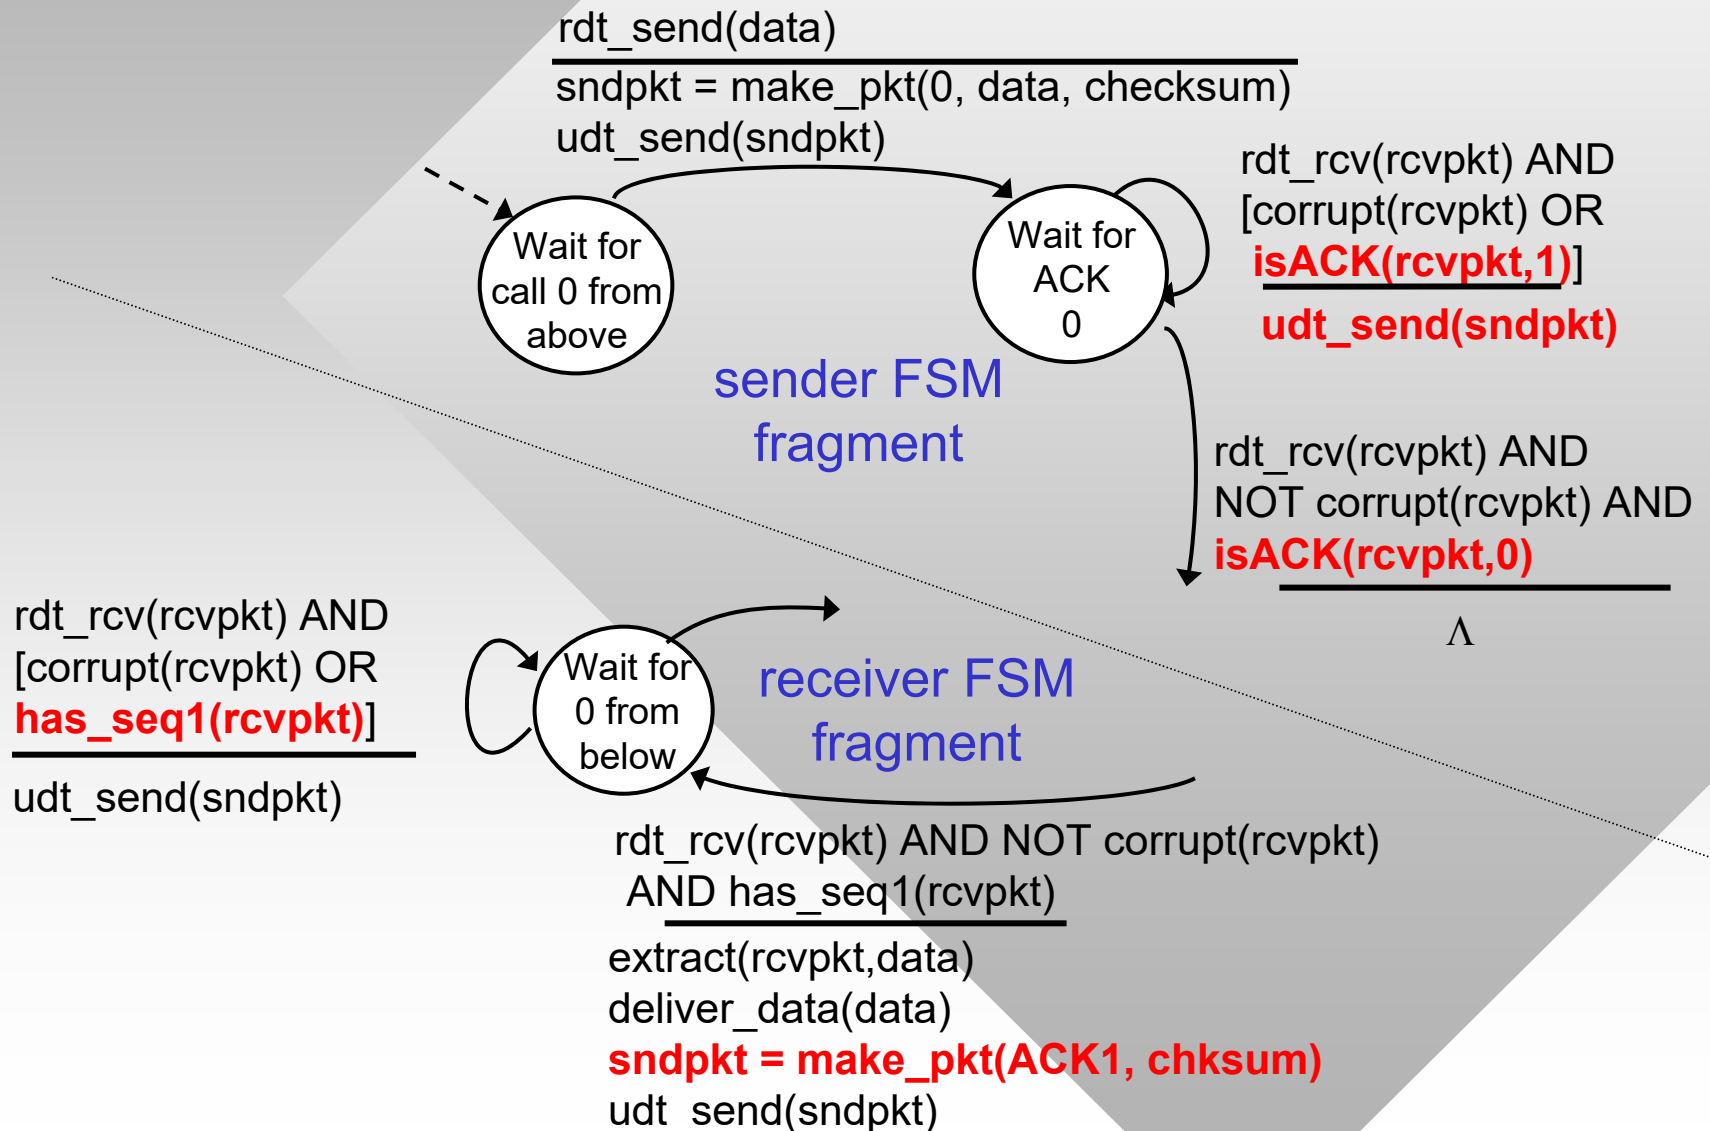 rdt_send(data)
sndpkt = make_pkt(0, data, checksum)
udt_send(sndpkt)
Wait for
call 0 from
above
Wait for
ACK
0
rdt_rcv(rcvpkt) AND
[corrupt(rcvpkt) OR
isACK(rcvpkt,1)]
udt_send(sndpkt)
sender FSM
fragment
rdt_rcv(rcvpkt) AND
NOT corrupt(rcvpkt) AND
isACK(rcvpkt,0)
Λ
rdt_rcv(rcvpkt) AND
[corrupt(rcvpkt) OR
has_seq1(rcvpkt)]
udt_send(sndpkt)
Wait for
0 from
below
receiver FSM
fragment
rdt_rcv(rcvpkt) AND NOT corrupt(rcvpkt)
AND has_seq1(rcvpkt)
extract(rcvpkt,data)
deliver_data(data)
sndpkt = make_pkt(ACK1, chksum)
udt_send(sndpkt)